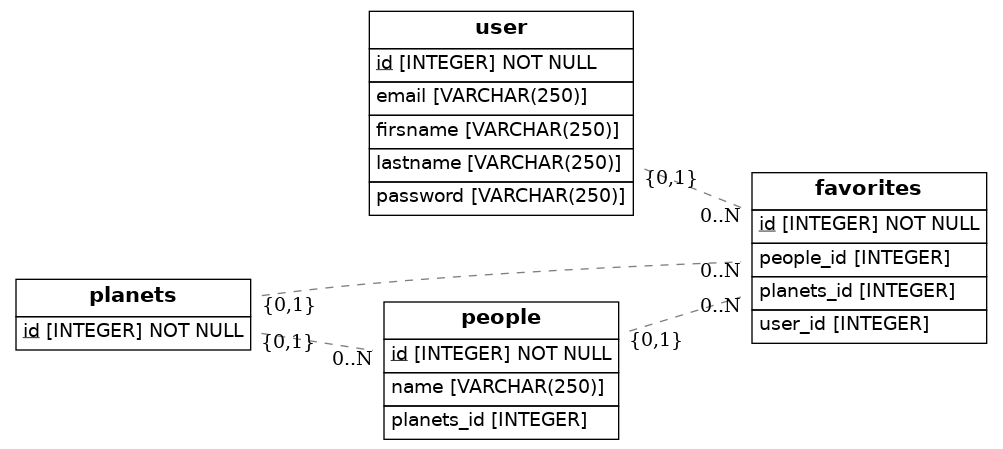 user
id [INTEGER] NOT NULL
email [VARCHAR(250)]
firsname [VARCHAR(250)]
lastname [VARCHAR(250)]
password [VARCHAR(250)]
{0,1}
0..N
favorites
id [INTEGER] NOT NULL
people_id [INTEGER]
planets_id [INTEGER]
user_id [INTEGER]
planets
id [INTEGER] NOT NULL
{0,1}
0..N
{0,1}
0..N
people
id [INTEGER] NOT NULL
name [VARCHAR(250)]
planets_id [INTEGER]
{0,1}
0..N